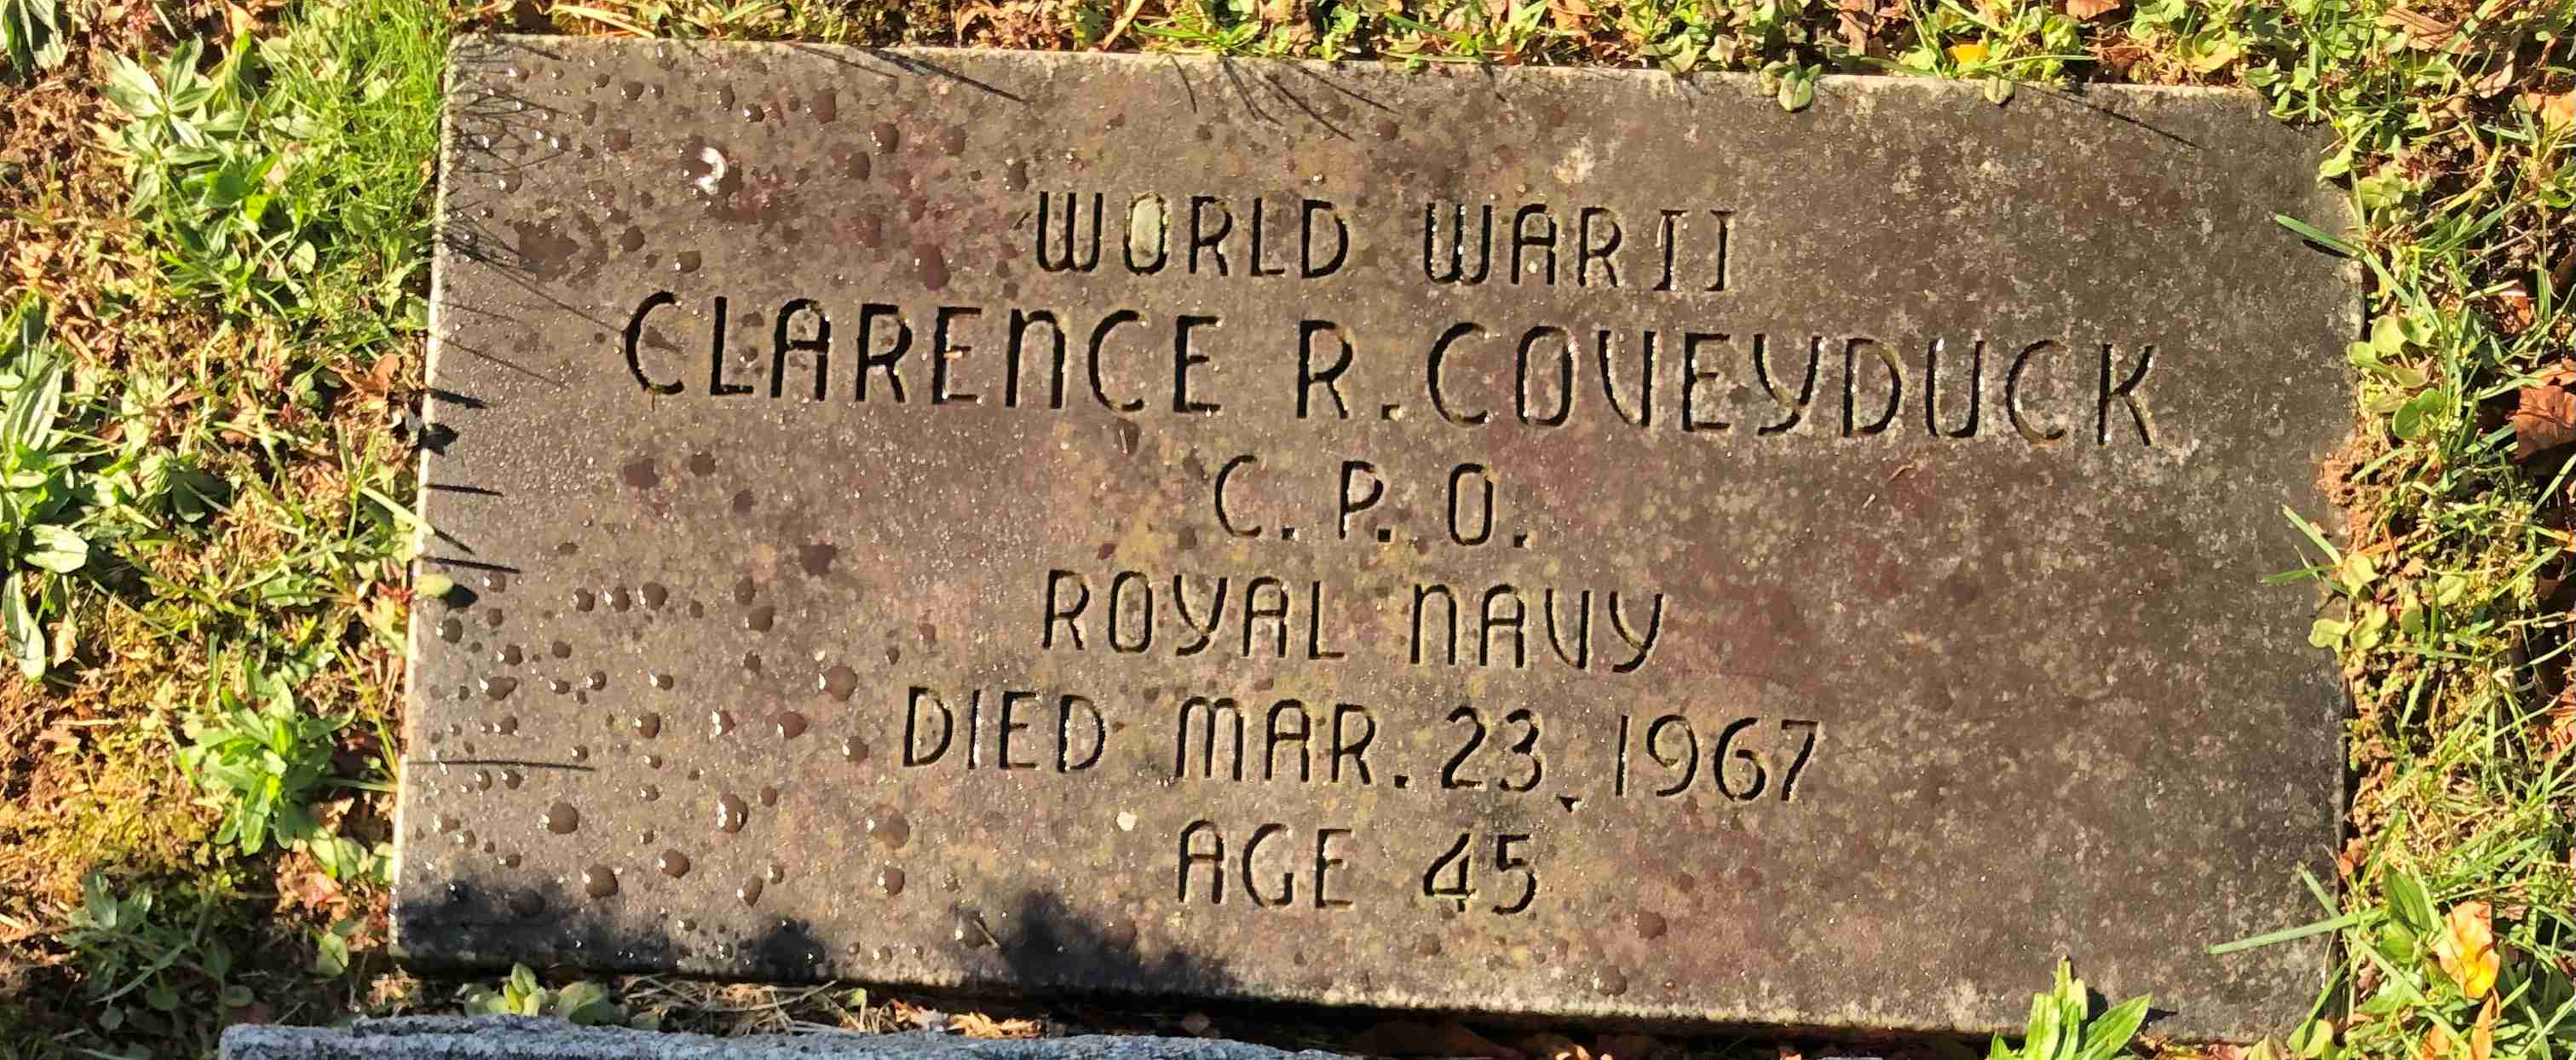 WORLD WAR II
CLARENCE R. COVEYDUCK
C. P. O.
ROYAL NAVY
DIED MAR. 23, 1967
AGE 45